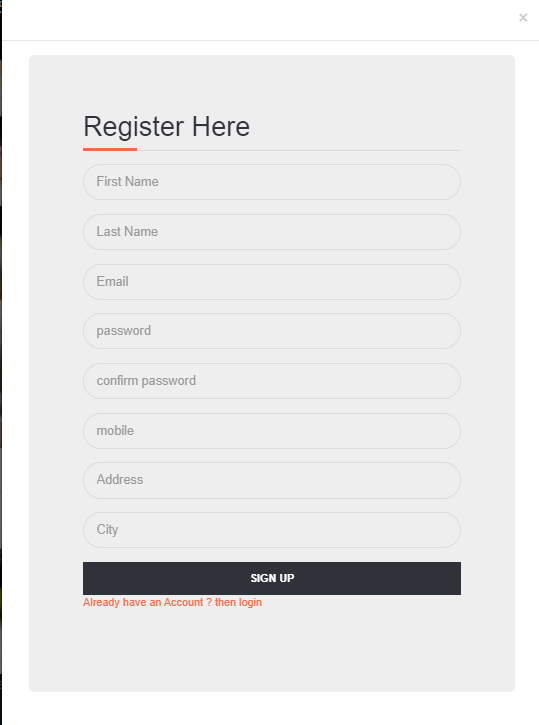 ×
Register Here
First Name
Last Name
Email
password
confirm password
mobile
Address
City
SIGN UP
Already have an Account ? then login